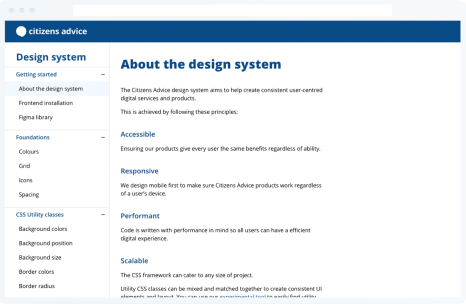 citizens advice
Design system
Getting started
About the design system
Frontend installation
Figma library
Foundations
Colours
Grid
Icons
Spacing
CSS Utility classes
Background colors
Background position
Background size
Border colors
Border radius
About the design system
The Citizens Advice design system aims to help create consistent user-centred
digital services and products.
This is achieved by following these principles:
Accessible
Ensuring our products give every user the same benefits regardless of ability.
Responsive
We design mobile first to make sure Citizens Advice products work regardless
of a user's device.
Performant
Code is written with performance in mind so all users can have a efficient
digital experience.
Scalable
The CSS framework can cater to any size of project.
Utility CSS classes can be mixed and matched together to create consistent UI
elements and layout. You can use our experimental tool to easily find utility